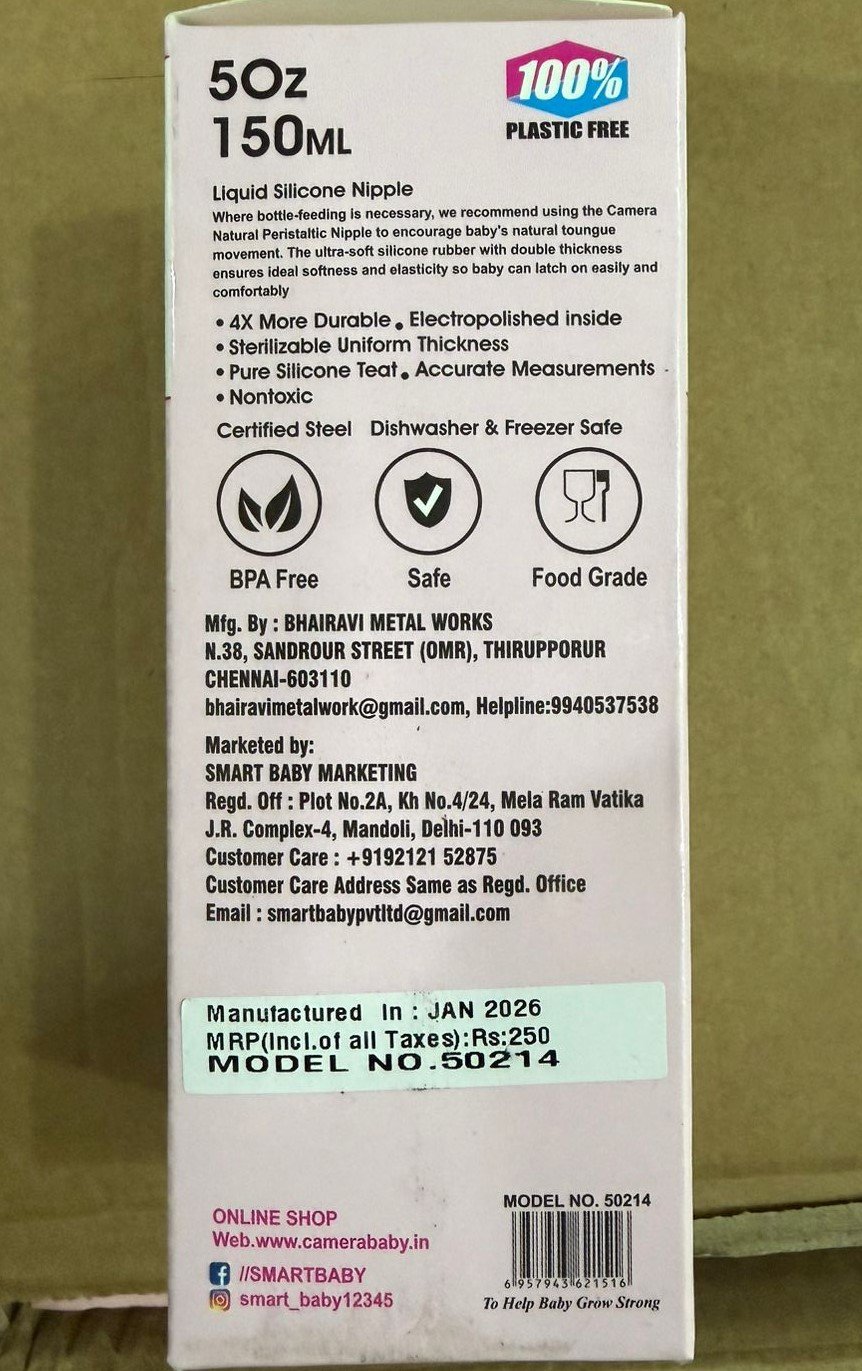 5Oz
150ML
100%
PLASTIC FREE
Liquid Silicone Nipple
Where bottle-feeding is necessary, we recommend using the Camera
Natural Peristaltic Nipple to encourage baby's natural toungue
movement. The ultra-soft silicone rubber with double thickness
ensures ideal softness and elasticity so baby can latch on easily and
comfortably
• 4X More Durable • Electropolished inside
• Sterilizable Uniform Thickness
• Pure Silicone Teat • Accurate Measurements
• Nontoxic
Certified Steel Dishwasher & Freezer Safe
BPA Free Safe Food Grade
Mfg. By : BHAIRAVI METAL WORKS
N.38, SANDROUR STREET (OMR), THIRUPPORUR
CHENNAI-603110
bhairavimetalwork@gmail.com, Helpline:9940537538
Marketed by:
SMART BABY MARKETING
Regd. Off : Plot No.2A, Kh No.4/24, Mela Ram Vatika
J.R. Complex-4, Mandoli, Delhi-110 093
Customer Care : +9192121 52875
Customer Care Address Same as Regd. Office
Email : smartbabypvtltd@gmail.com
Manufactured In : JAN 2026
MRP(Incl.of all Taxes):Rs:250
MODEL NO.50214
ONLINE SHOP
Web.www.camerababy.in
//SMARTBABY
smart_baby12345
MODEL NO. 50214
6 957943 621516
To Help Baby Grow Strong